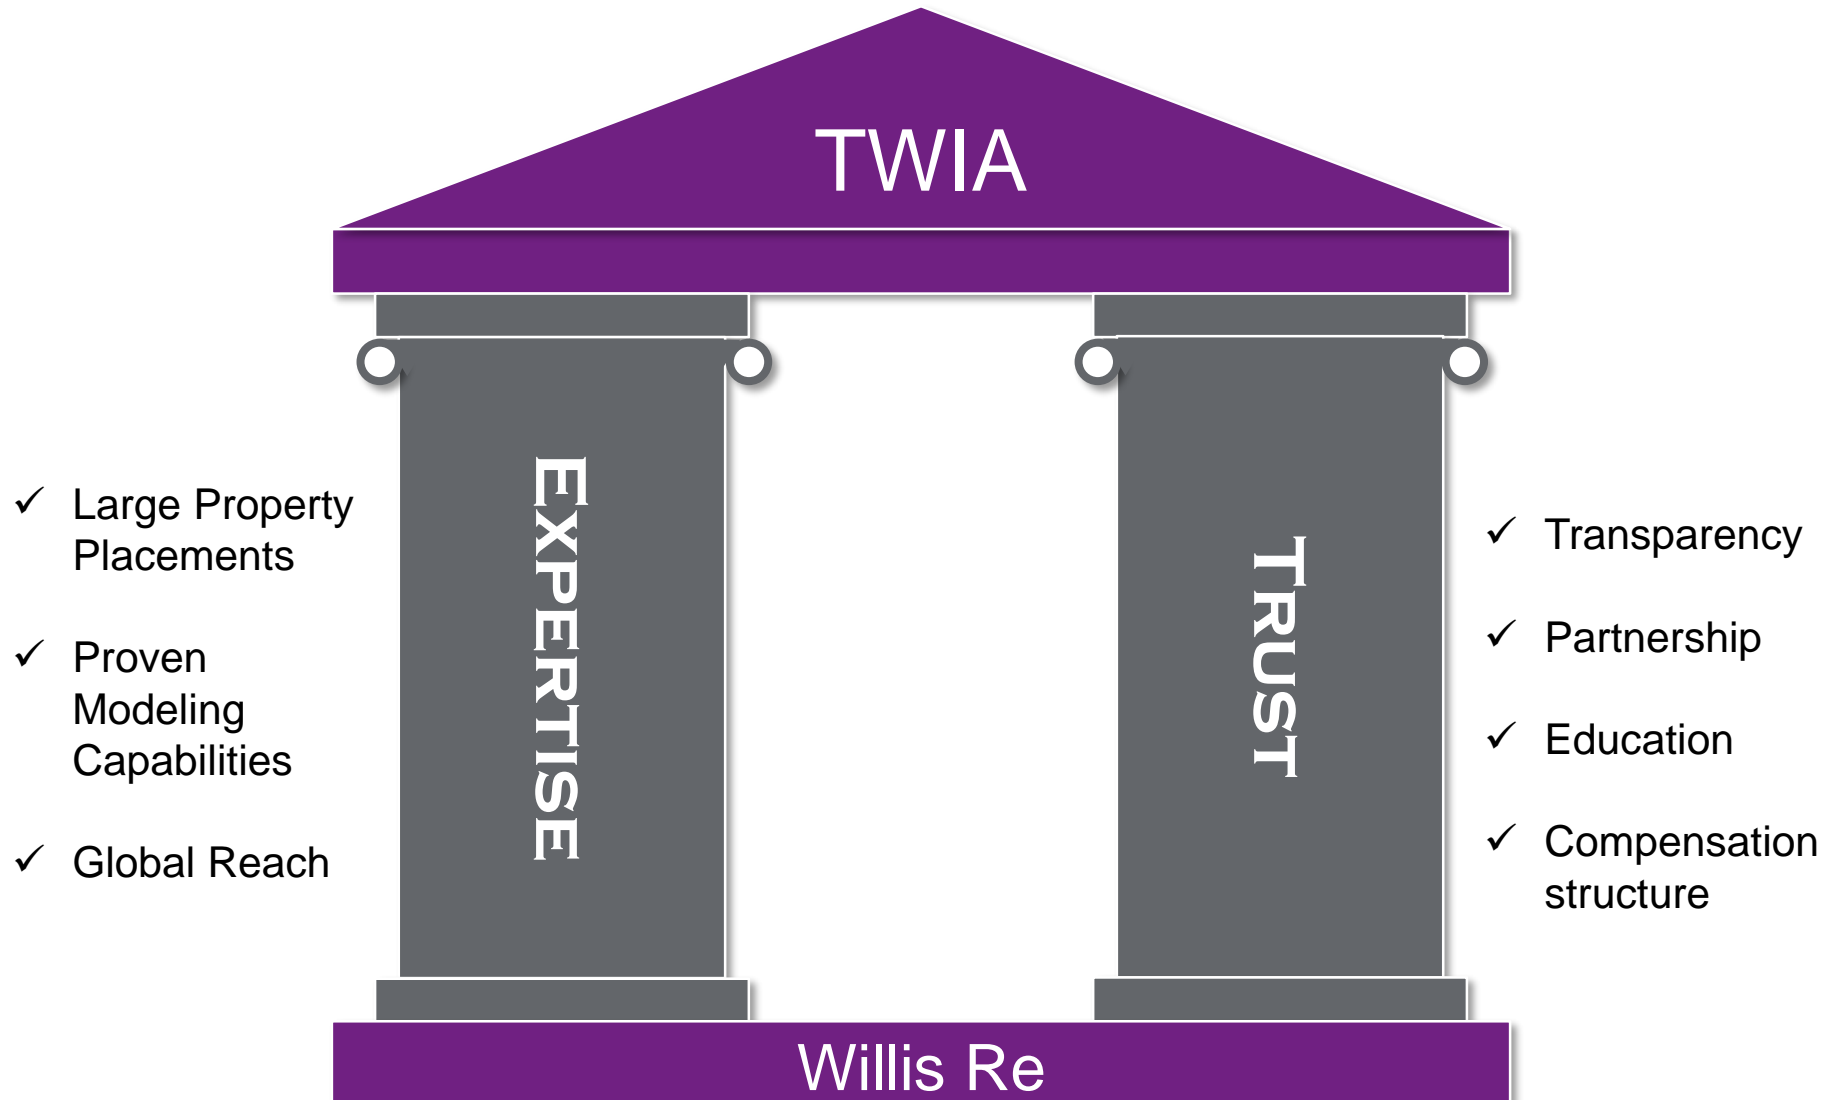 TWIA
EXPERTISE
✓ Large Property
Placements
✓ Proven
Modeling
Capabilities
✓ Global Reach
TRUST
✓ Transparency
✓ Partnership
✓ Education
✓ Compensation
structure
Willis Re